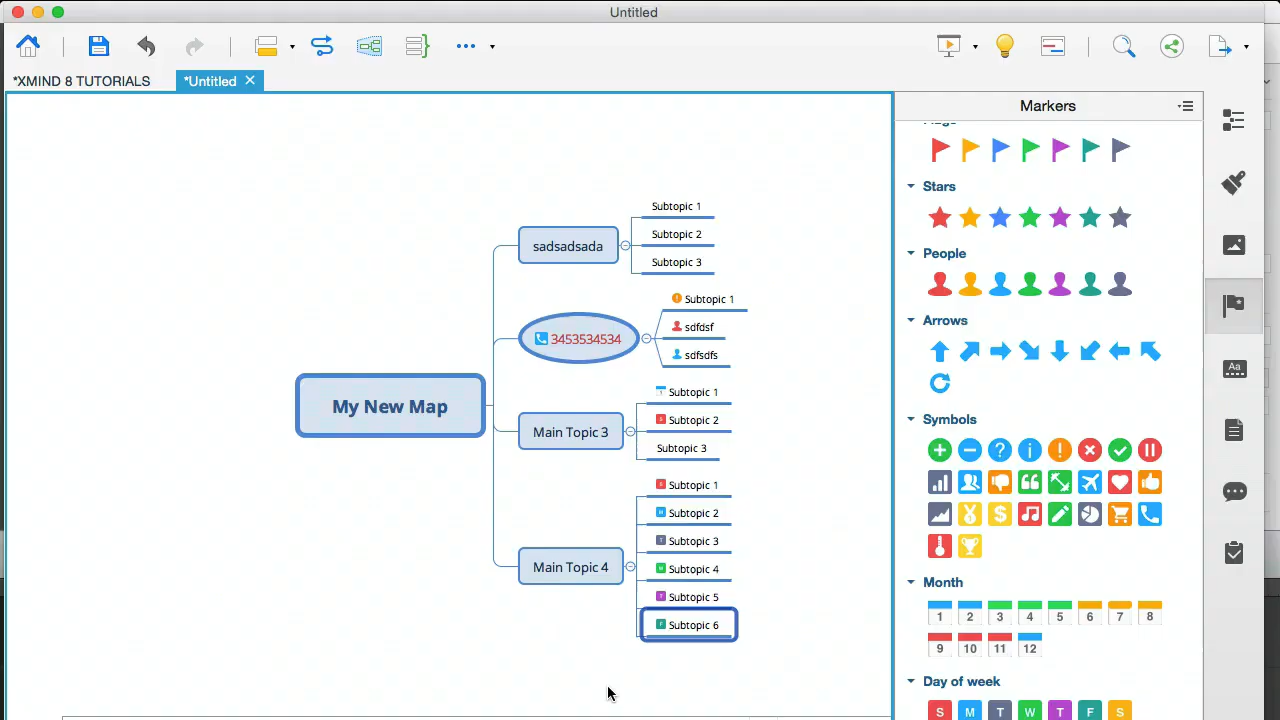 Untitled
*XMIND 8 TUTORIALS
*Untitled
Markers
Stars
People
Arrows
Symbols
Month
1 2 3 4 5 6 7 8
9 10 11 12
Day of week
S M T W T F S
Aa
My New Map
sadsadsada
Subtopic 1
Subtopic 2
Subtopic 3
3453534534
Subtopic 1
sdfdsf
sdfsdfs
Main Topic 3
Subtopic 1
Subtopic 2
Subtopic 3
Main Topic 4
Subtopic 1
Subtopic 2
Subtopic 3
Subtopic 4
Subtopic 5
Subtopic 6